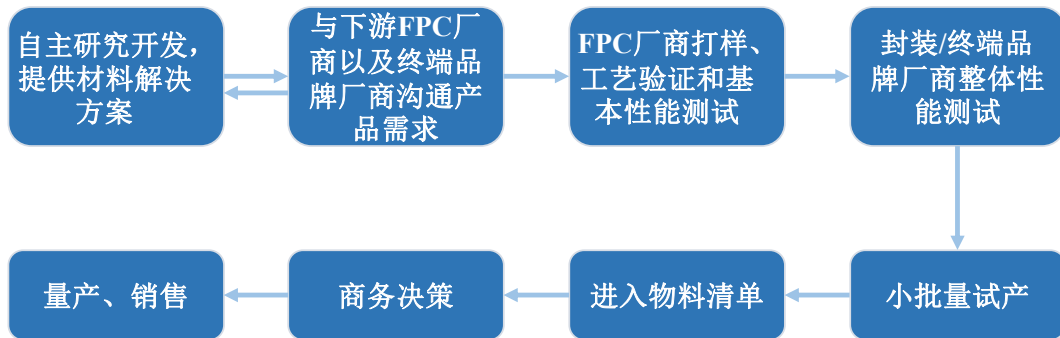 自主研究开发,
提供材料解决
方案
与下游FPC厂
商以及终端品
牌厂商沟通产
品需求
FPC厂商打样、
工艺验证和基
本性能测试
封装/终端品
牌厂商整体性
能测试
量产、销售
商务决策
进入物料清单
小批量试产